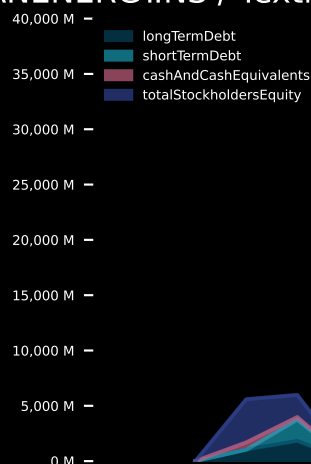 40,000 M
longTermDebt
shortTermDebt
35,000 M
cashAndCashEquivalents
totalStockholdersEquity
30,000 M
25,000 M
20,000 M
15,000 M
10,000 M
5,000 M
0 M